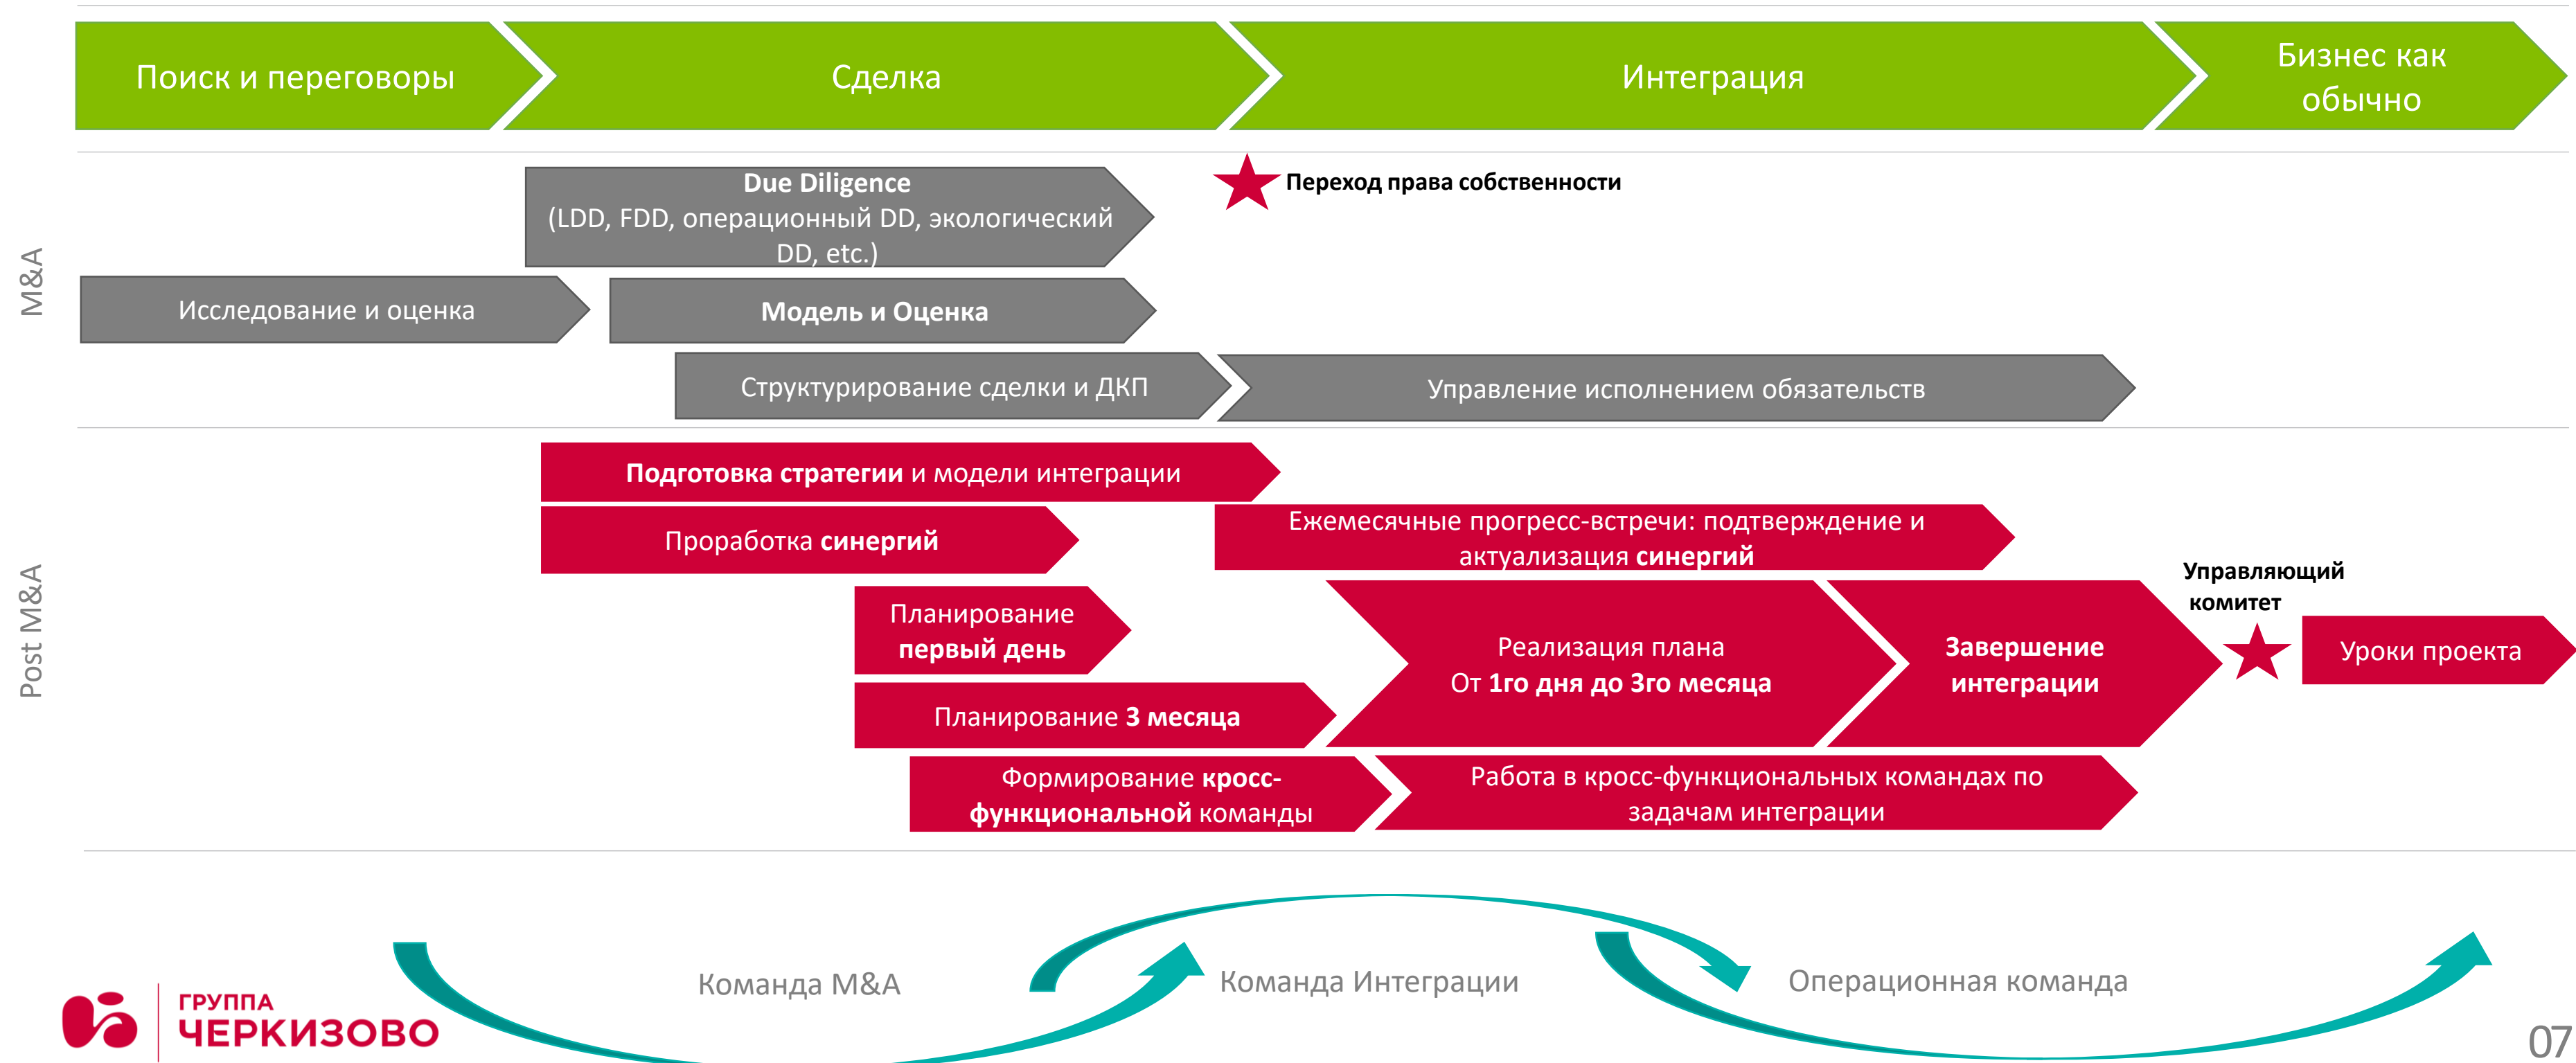 Поиск и переговоры
Сделка
Интеграция
Бизнес как
обычно
M&A
Due Diligence
(LDD, FDD, операционный DD, экологический
DD, etc.)
Переход права собственности
Исследование и оценка
Модель и Оценка
Структурирование сделки и ДКП
Управление исполнением обязательств
Post M&A
Подготовка стратегии и модели интеграции
Проработка синергий
Ежемесячные прогресс-встречи: подтверждение и
актуализация синергий
Планирование
первый день
Планирование 3 месяца
Реализация плана
От 1го дня до 3го месяца
Завершение
интеграции
Управляющий
комитет
Уроки проекта
Формирование кросс-
функциональной команды
Работа в кросс-функциональных командах по
задачам интеграции
Команда M&A
Команда Интеграции
Операционная команда
ГРУППА
ЧЕРКИЗОВО
07